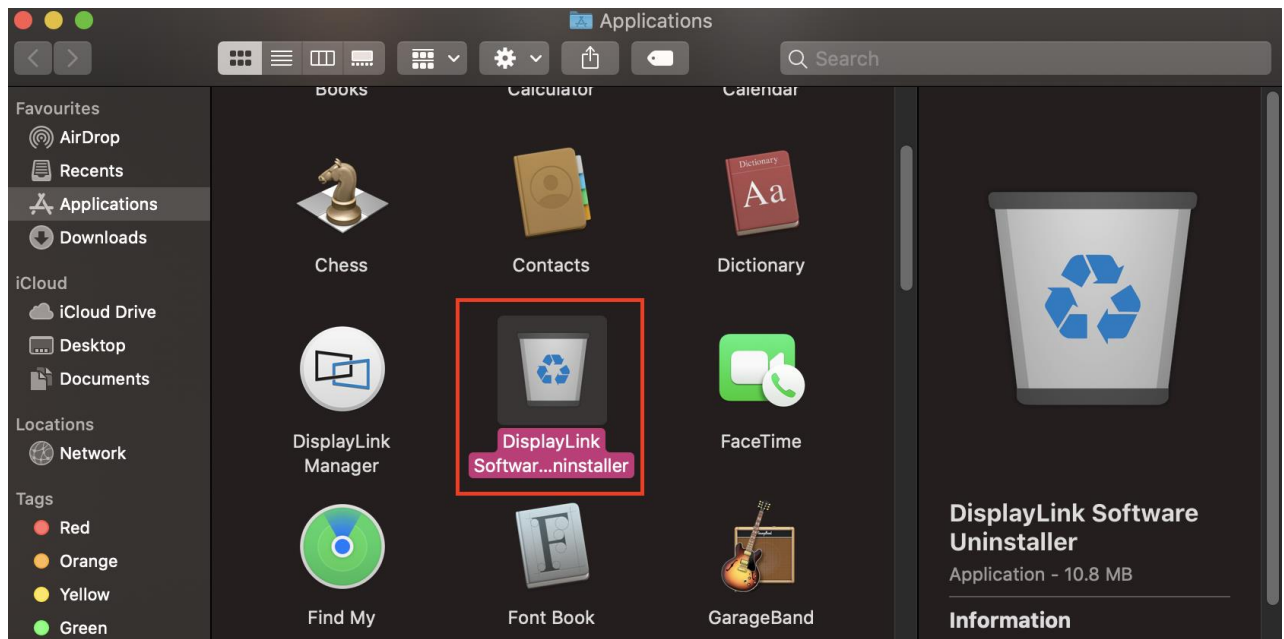 Applications
Search
Favourites
AirDrop
Recents
Applications
Downloads
iCloud
iCloud Drive
Desktop
Documents
Locations
Network
Tags
Red
Orange
Yellow
Green
Books
Calculator
Calendar
Dictionary
Aa
Chess
Contacts
Dictionary
DisplayLink
Manager
DisplayLink
Softwar...ninstaller
FaceTime
F
Find My
Font Book
GarageBand
DisplayLink Software
Uninstaller
Application - 10.8 MB
Information